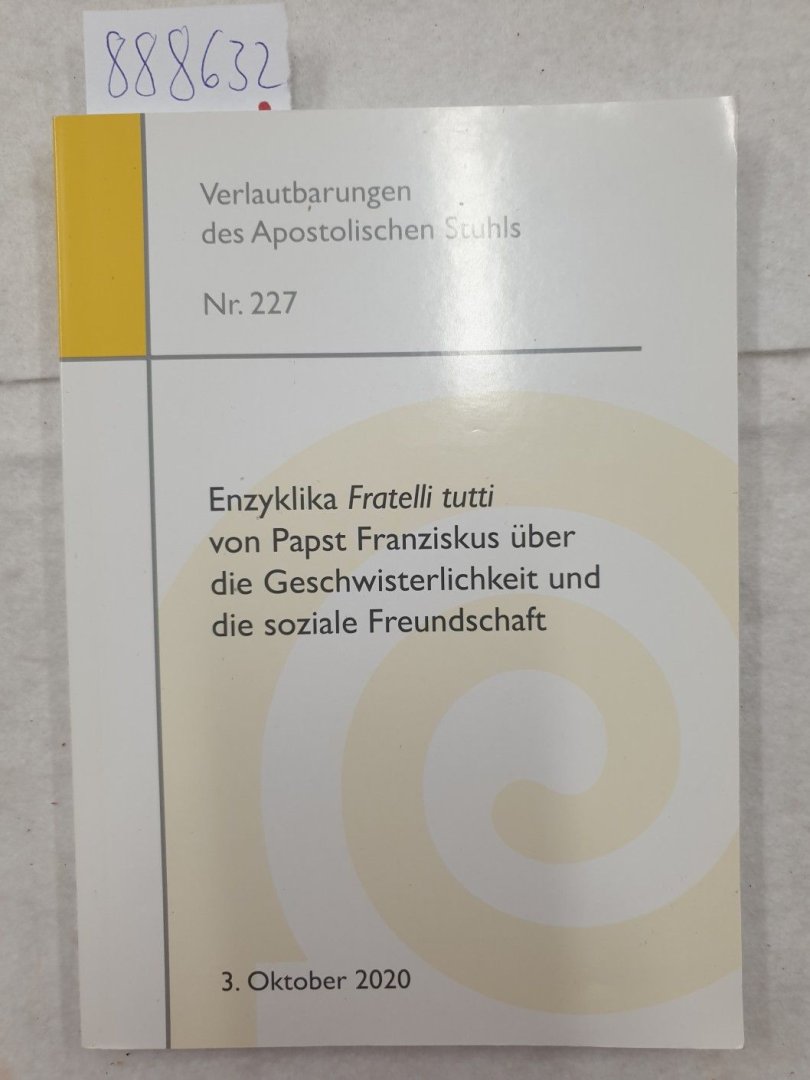 888632
Verlautbarungen
des Apostolischen Stuhls
Nr. 227
Enzyklika Fratelli tutti
von Papst Franziskus über
die Geschwisterlichkeit und
die soziale Freundschaft
3. Oktober 2020